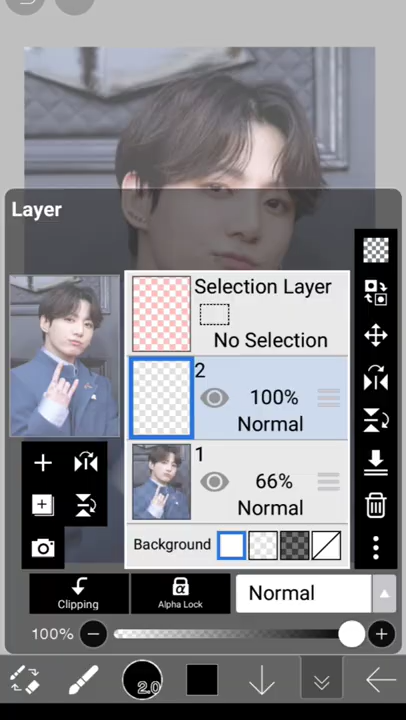 Layer
Selection Layer
No Selection
2
100%
Normal
1
66%
Normal
Background
Clipping
α
Alpha Lock
Normal
100%
2.0